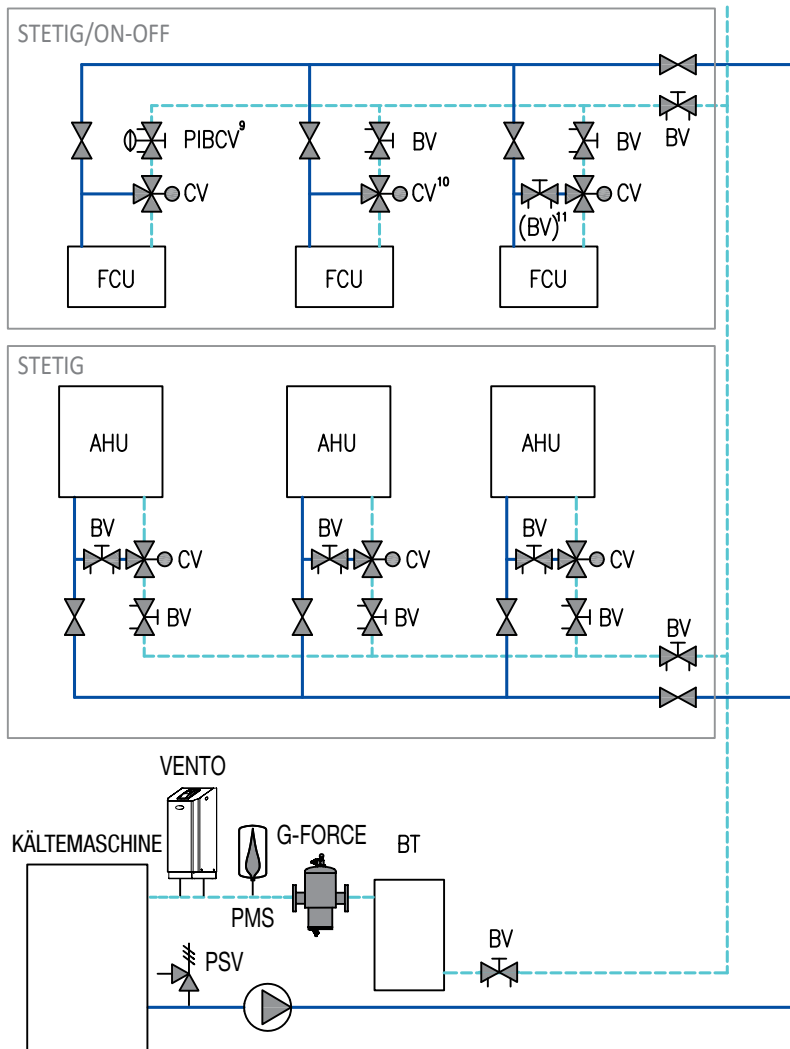 STETIG/ON-OFF
BV
PIBCV⁹
BV
BV
CV
CV¹⁰
CV
(BV)¹¹
FCU
FCU
FCU
STETIG
AHU
AHU
AHU
BV
BV
BV
CV
CV
CV
BV
BV
BV
BV
VENTO
KÄLTEMASCHINE
G-FORCE
BT
PMS
BV
PSV